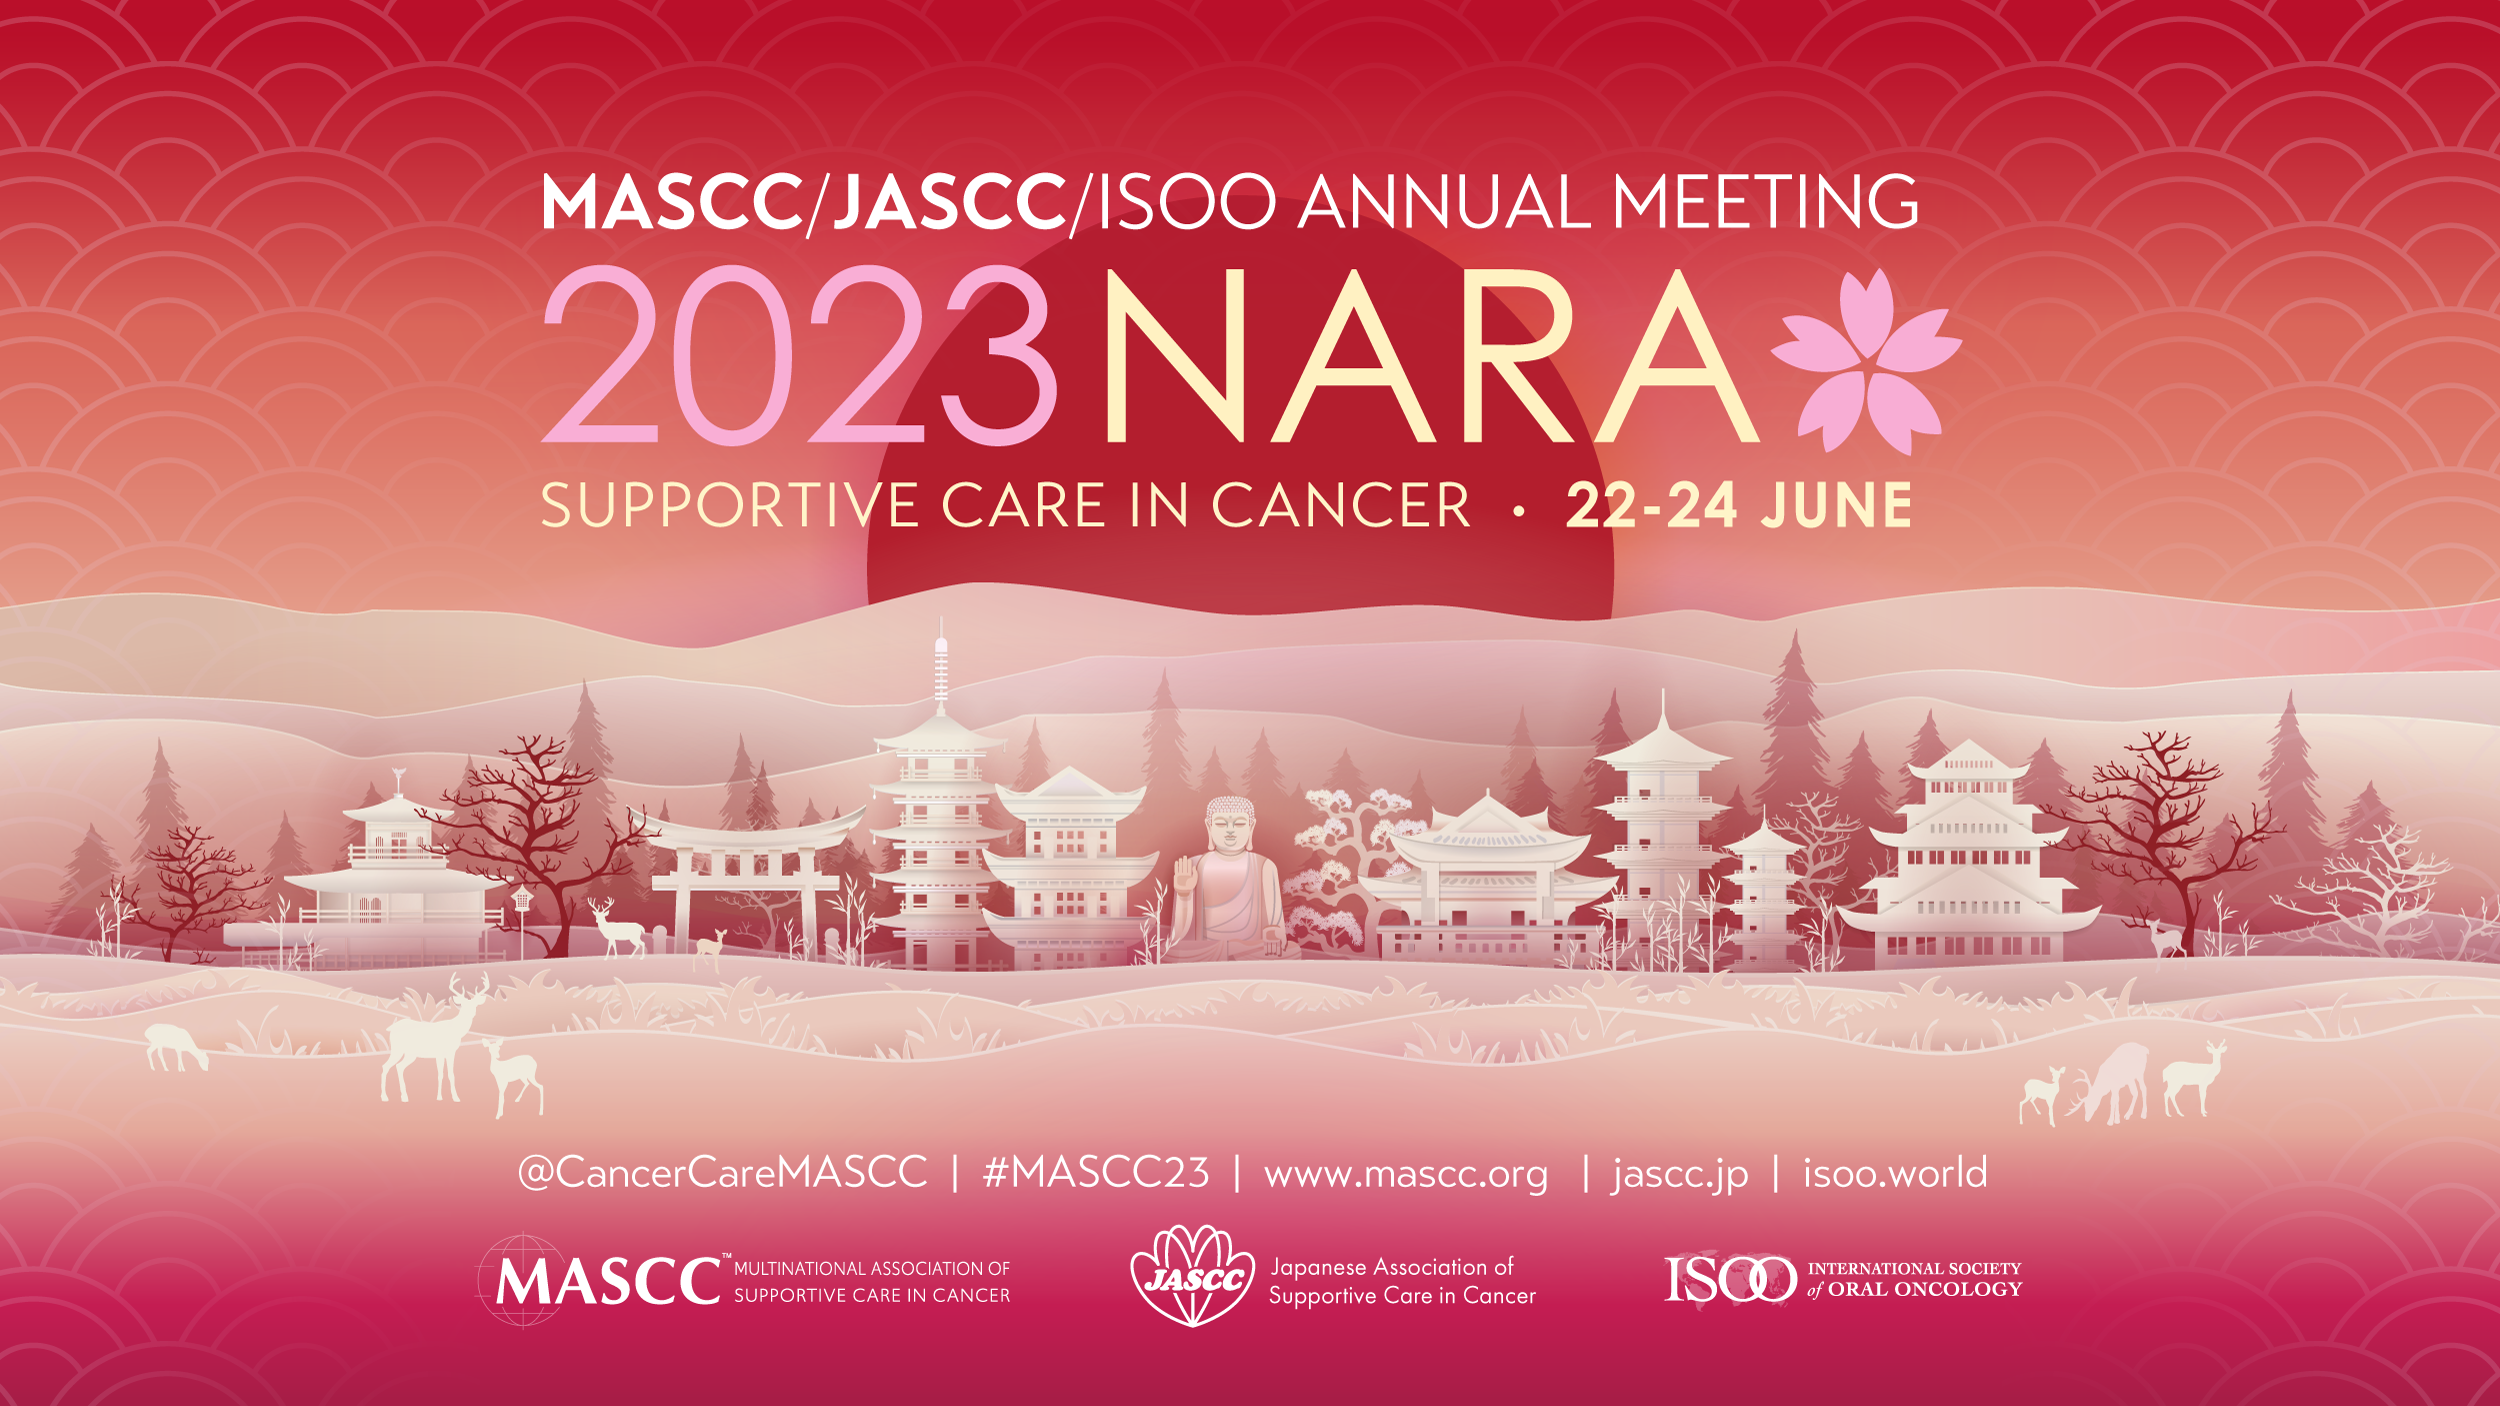 MASCC/JASCC/ISOO ANNUAL MEETING
2023 NARA
SUPPORTIVE CARE IN CANCER • 22-24 JUNE
@CancerCareMASCC | #MASCC23 | www.mascc.org | jascc.jp | isoo.world
MASCC™ MULTINATIONAL ASSOCIATION OF
SUPPORTIVE CARE IN CANCER
JASCC Japanese Association of
Supportive Care in Cancer
ISOO INTERNATIONAL SOCIETY
of ORAL ONCOLOGY